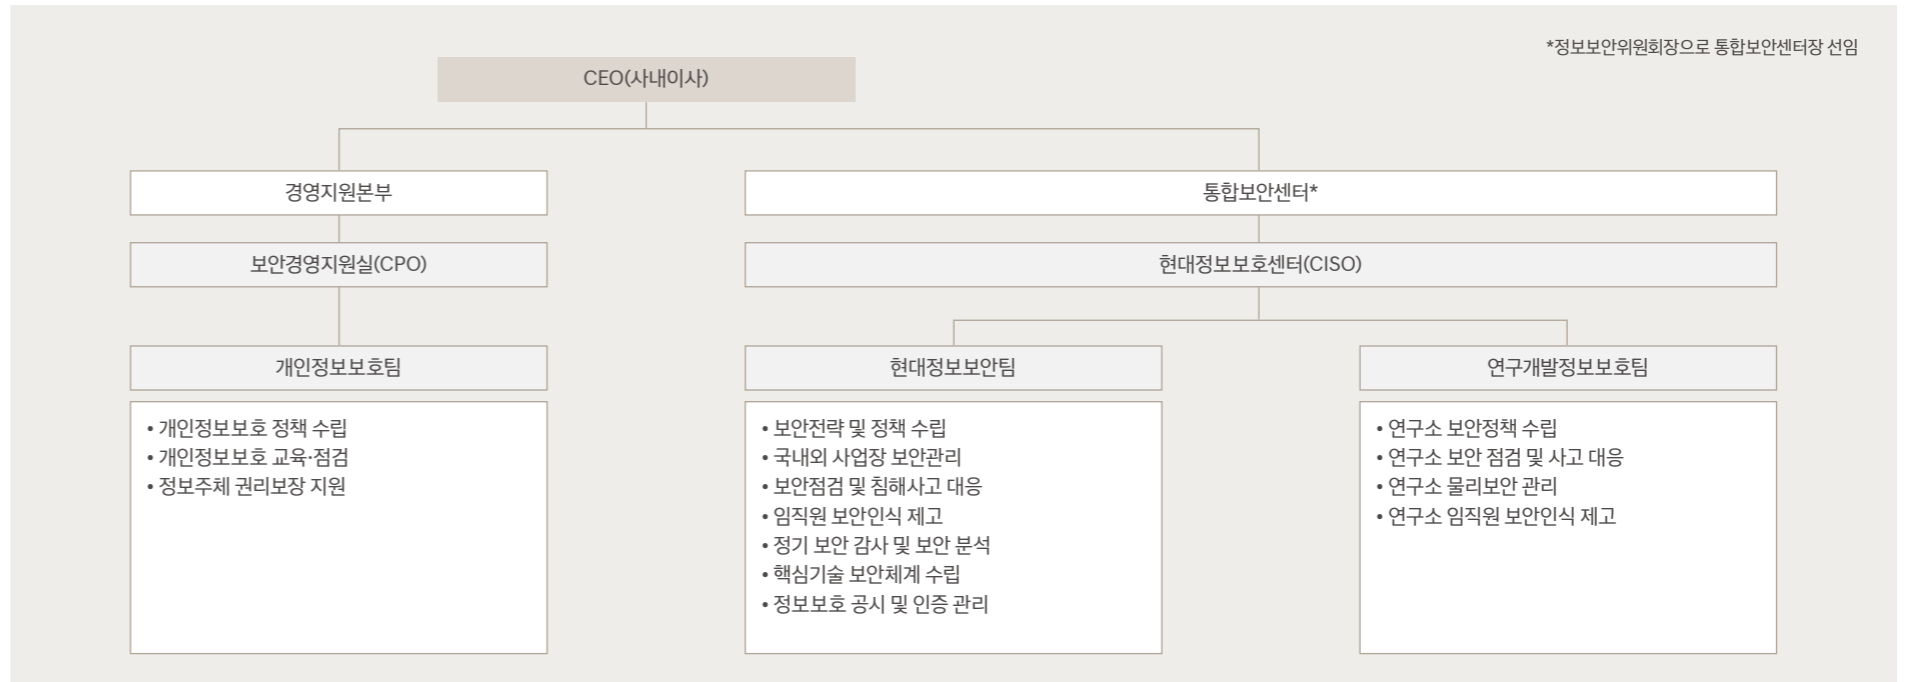 *정보보안위원회장으로 통합보안센터장 선임
CEO(사내이사)
경영지원본부
통합보안센터*
보안경영지원실(CPO)
현대정보보호센터(CISO)
개인정보보호팀
현대정보보안팀
연구개발정보보호팀
• 개인정보보호 정책 수립
• 개인정보보호 교육·점검
• 정보주체 권리보장 지원
• 보안전략 및 정책 수립
• 국내외 사업장 보안관리
• 보안점검 및 침해사고 대응
• 임직원 보안인식 제고
• 정기 보안 감사 및 보안 분석
• 핵심기술 보안체계 수립
• 정보보호 공시 및 인증 관리
• 연구소 보안정책 수립
• 연구소 보안 점검 및 사고 대응
• 연구소 물리보안 관리
• 연구소 임직원 보안인식 제고